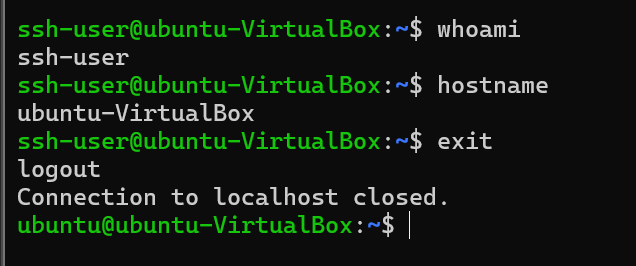 ssh-user@ubuntu-VirtualBox:~$ whoami
ssh-user
ssh-user@ubuntu-VirtualBox:~$ hostname
ubuntu-VirtualBox
ssh-user@ubuntu-VirtualBox:~$ exit
logout
Connection to localhost closed.
ubuntu@ubuntu-VirtualBox:~$